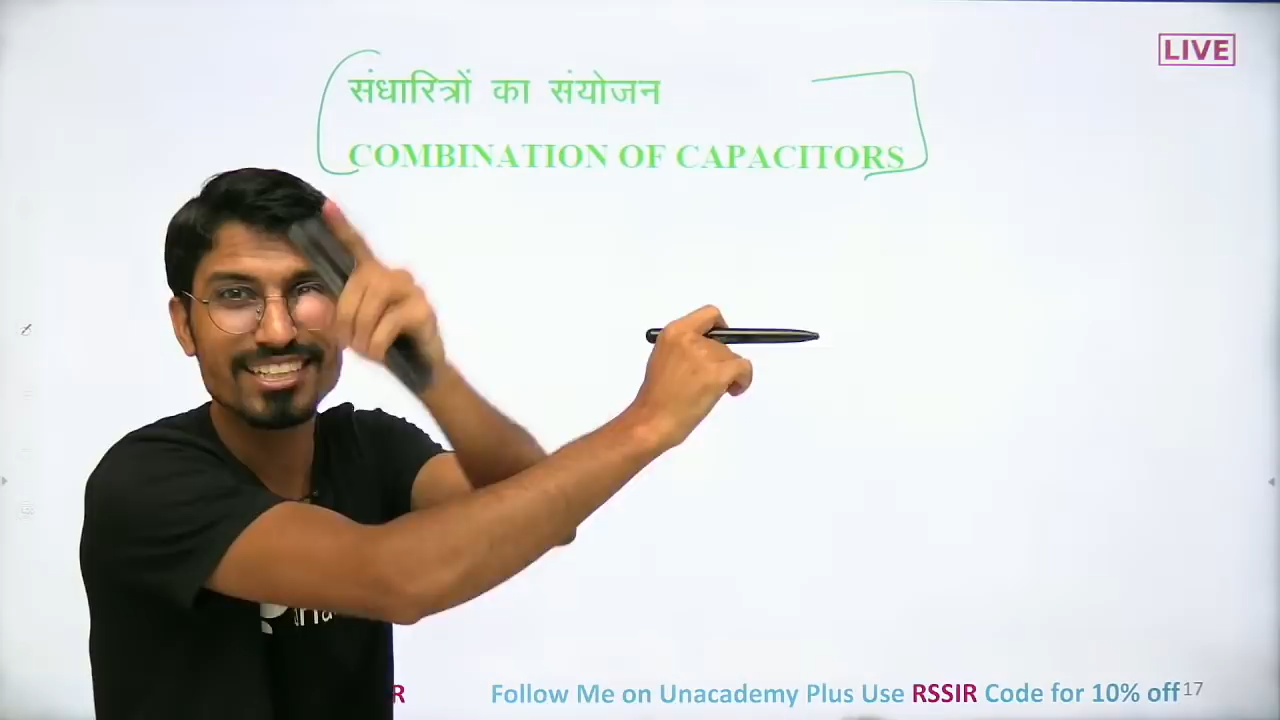 LIVE
संधारित्रों का संयोजन
COMBINATION OF CAPACITORS
R Follow Me on Unacademy Plus Use RSSIR Code for 10% off 17